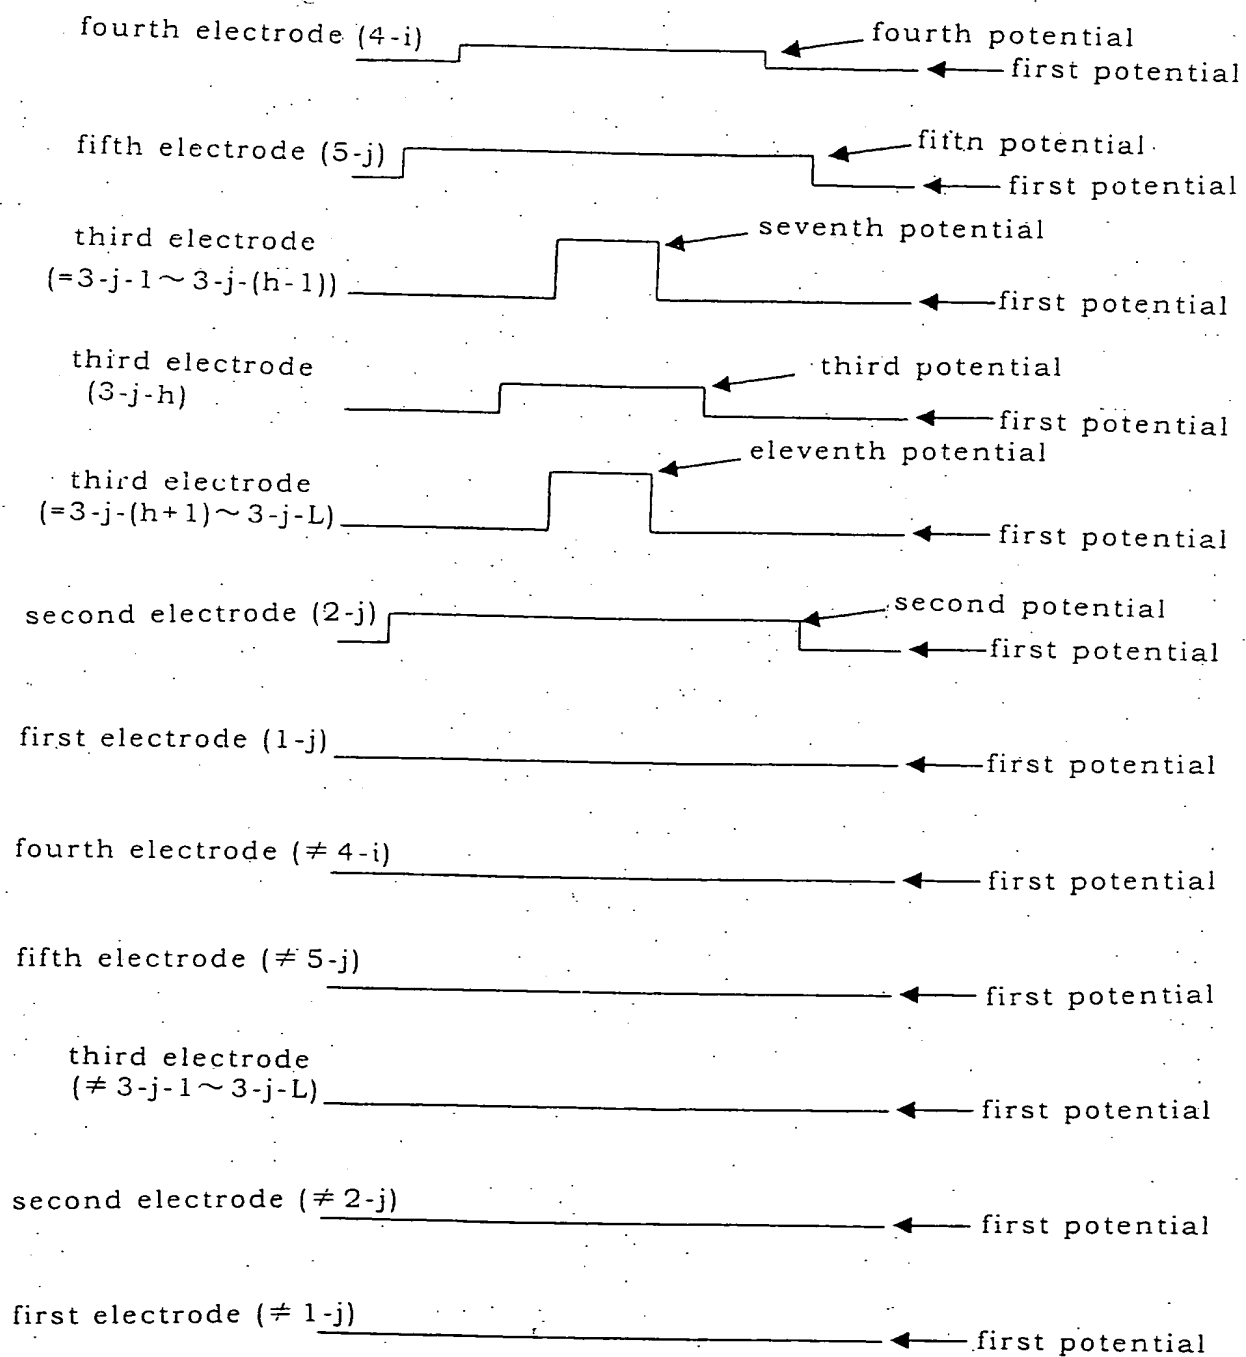 fourth electrode (4-i)
fourth potential
first potential
fifth electrode (5-j)
fiftn potential
first potential
third electrode
(=3-j-1~3-j-(h-1))
seventh potential
first potential
third electrode
(3-j-h)
third potential
first potential
third electrode
(=3-j-(h+1)~3-j-L)
eleventh potential
first potential
second electrode (2-j)
second potential
first potential
first electrode (1-j)
first potential
fourth electrode (≠ 4-i)
first potential
fifth electrode (≠ 5-j)
first potential
third electrode
(≠ 3-j-1~3-j-L)
first potential
second electrode (≠ 2-j)
first potential
first electrode (≠ 1-j)
first potential